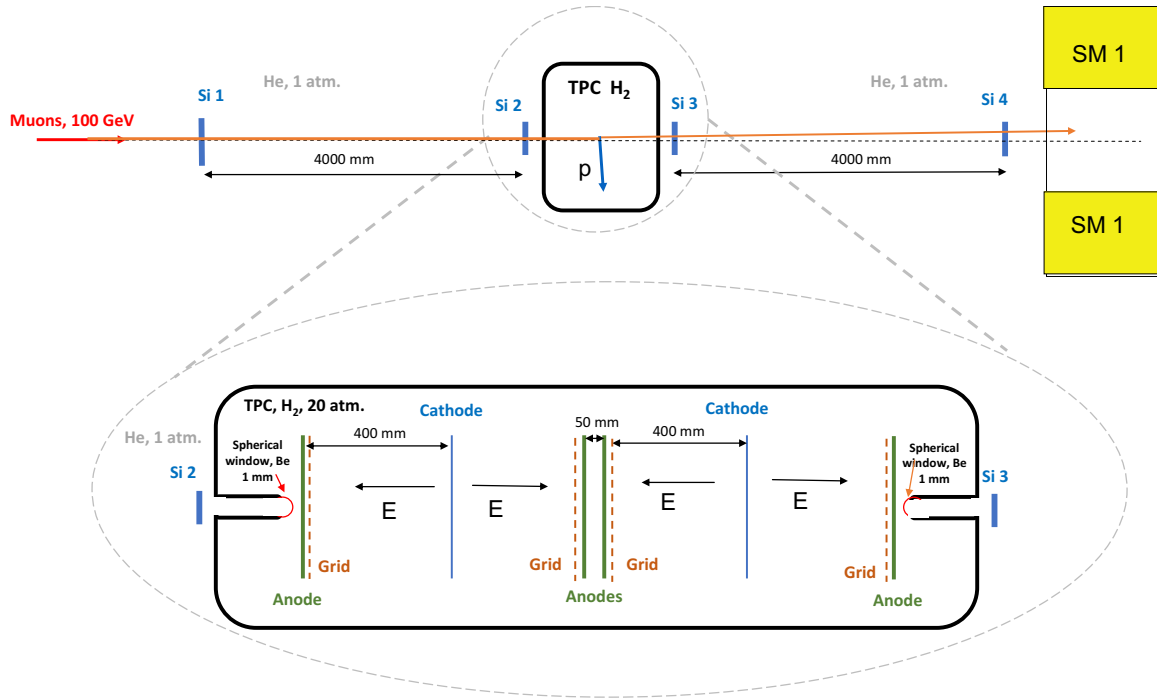 SM 1
He, 1 atm.
He, 1 atm.
TPC H2
Si 1
Si 2
Si 3
Si 4
Muons, 100 GeV
4000 mm
4000 mm
p
SM 1
TPC, H2, 20 atm.
Cathode
50 mm
Cathode
He, 1 atm.
400 mm
400 mm
Spherical
window, Be
1 mm
Spherical
window, Be
1 mm
Si 2
Si 3
E
E
E
E
Grid
Grid
Grid
Grid
Anode
Anodes
Anode